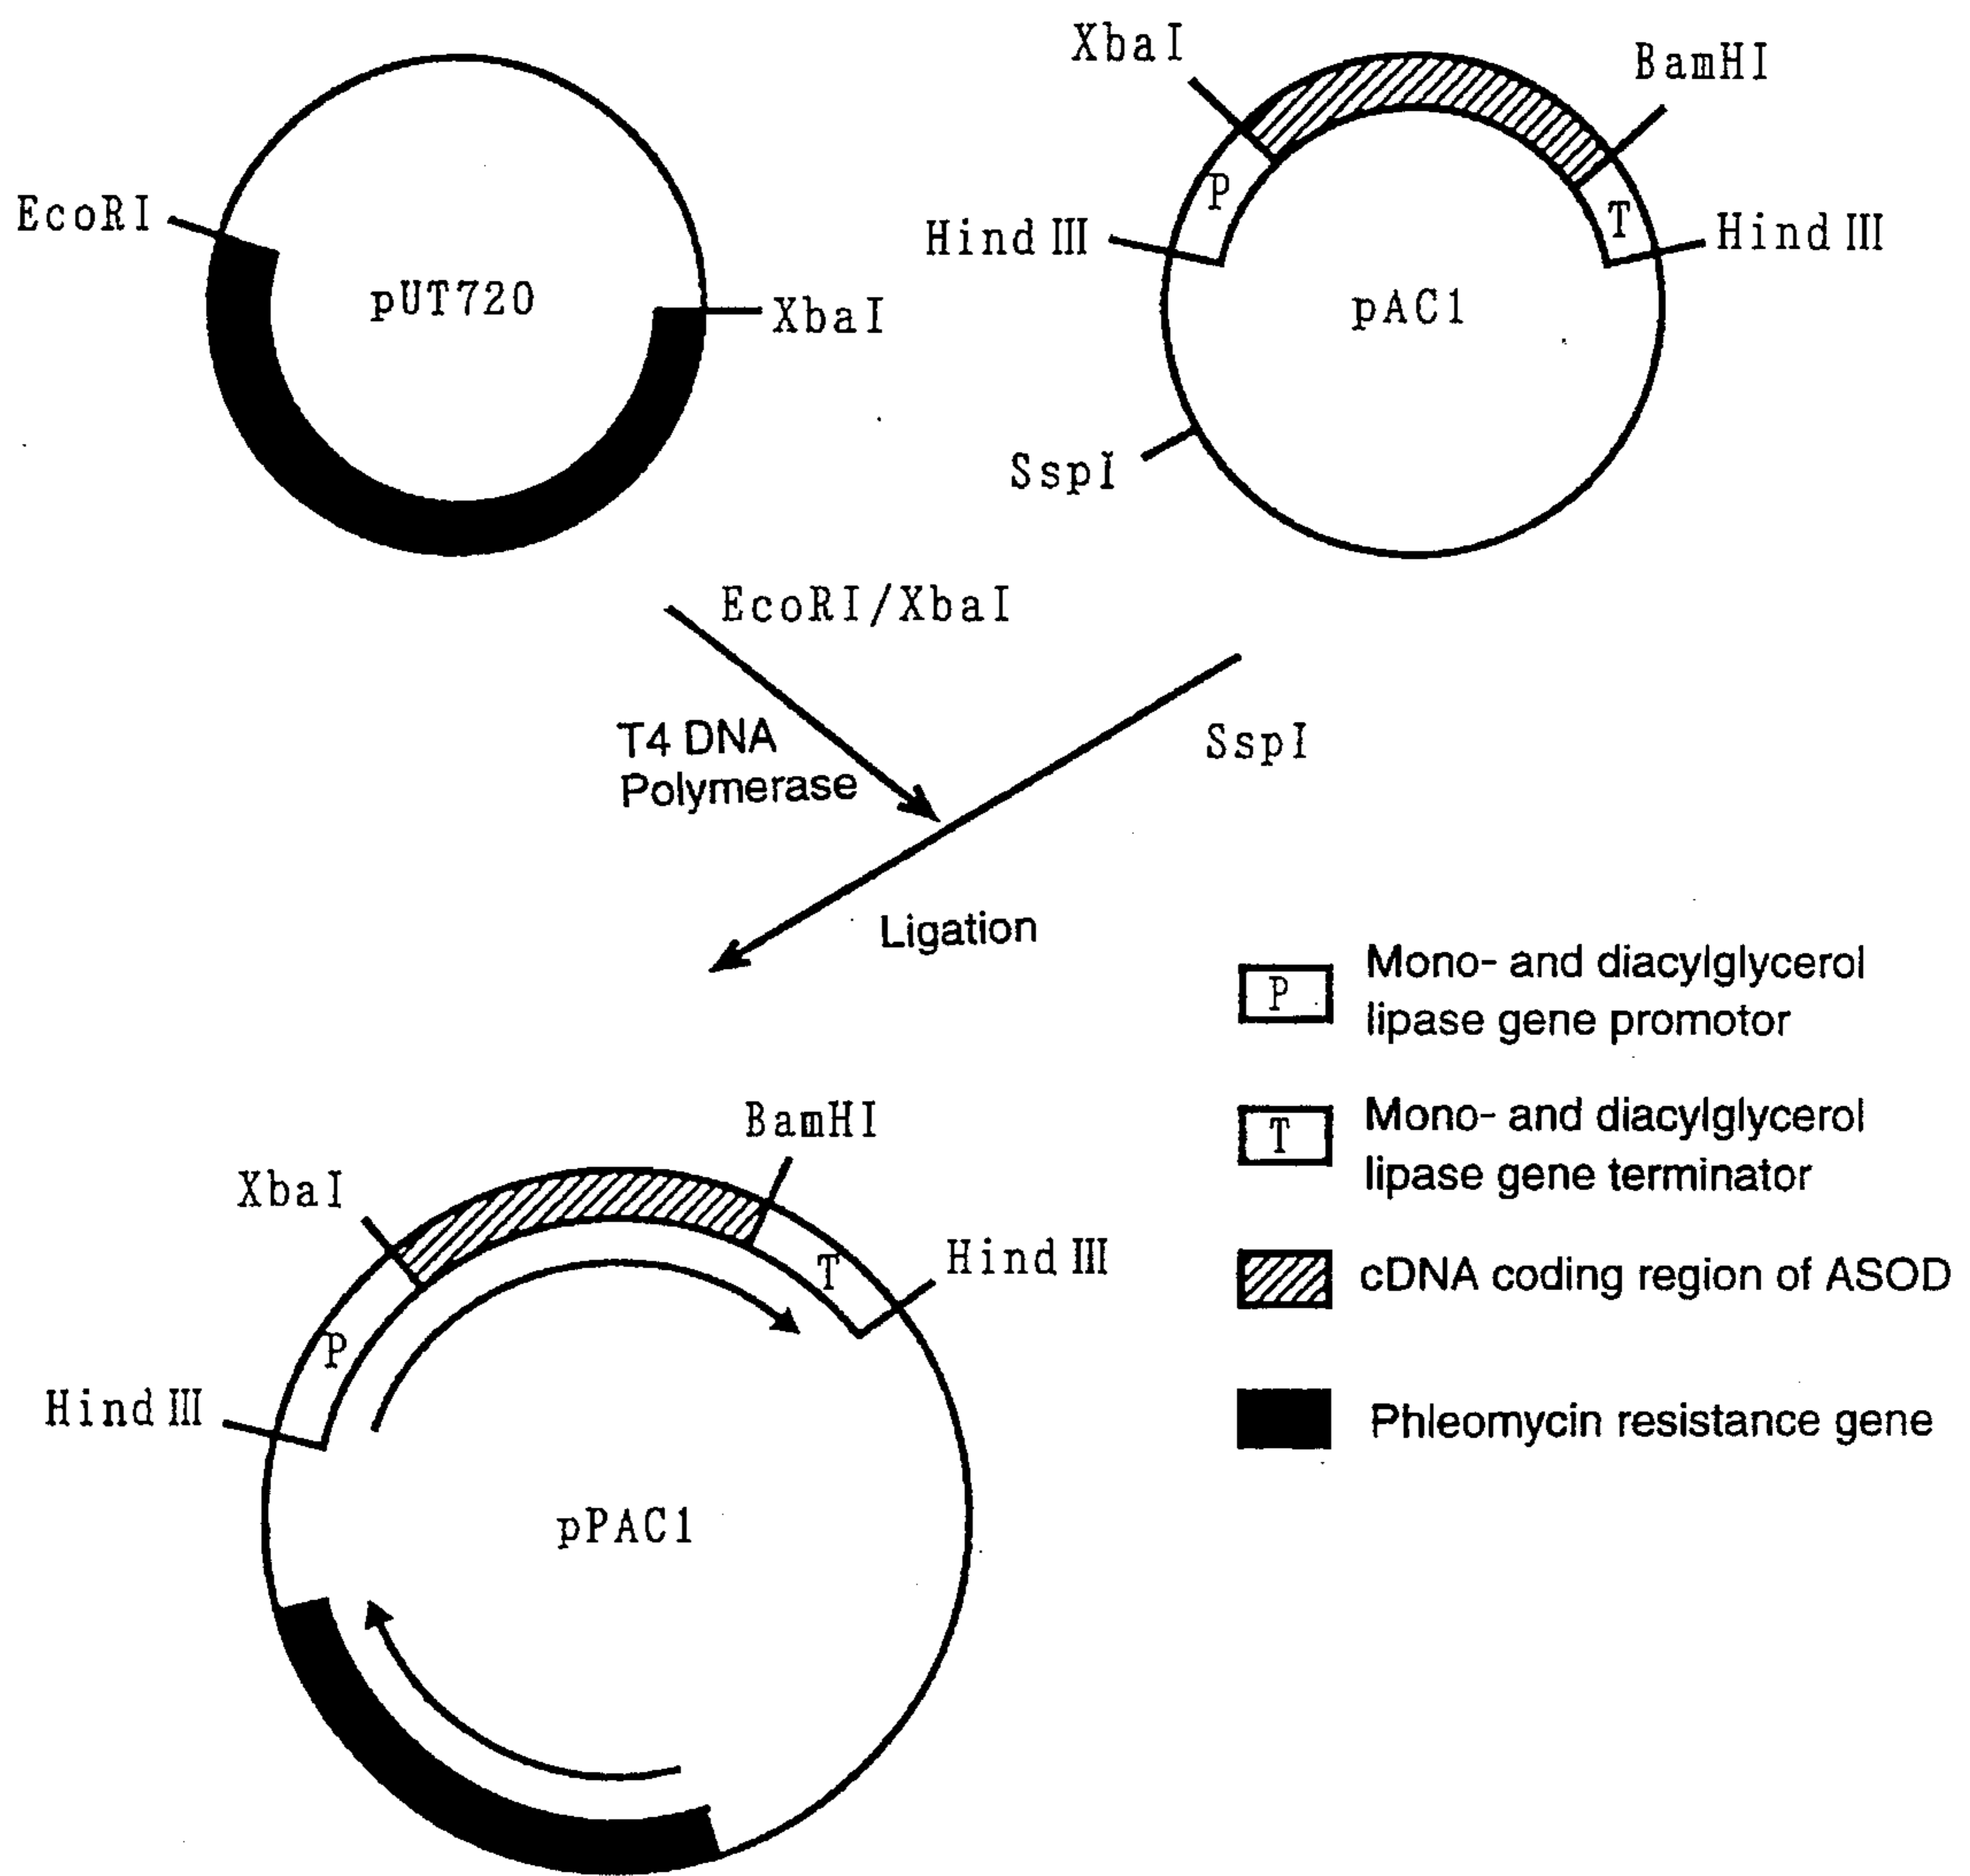 XbaI
BamHI
EcoRI
P
T
Hind III
Hind III
pUT720
XbaI
pAC1
SspI
EcoRI/XbaI
T4 DNA
Polymerase
SspI
Ligation
P
Mono- and diacylglycerol
lipase gene promotor
T
Mono- and diacylglycerol
lipase gene terminator
cDNA coding region of ASOD
Phleomycin resistance gene
BamHI
XbaI
T
Hind III
P
Hind III
pPAC1